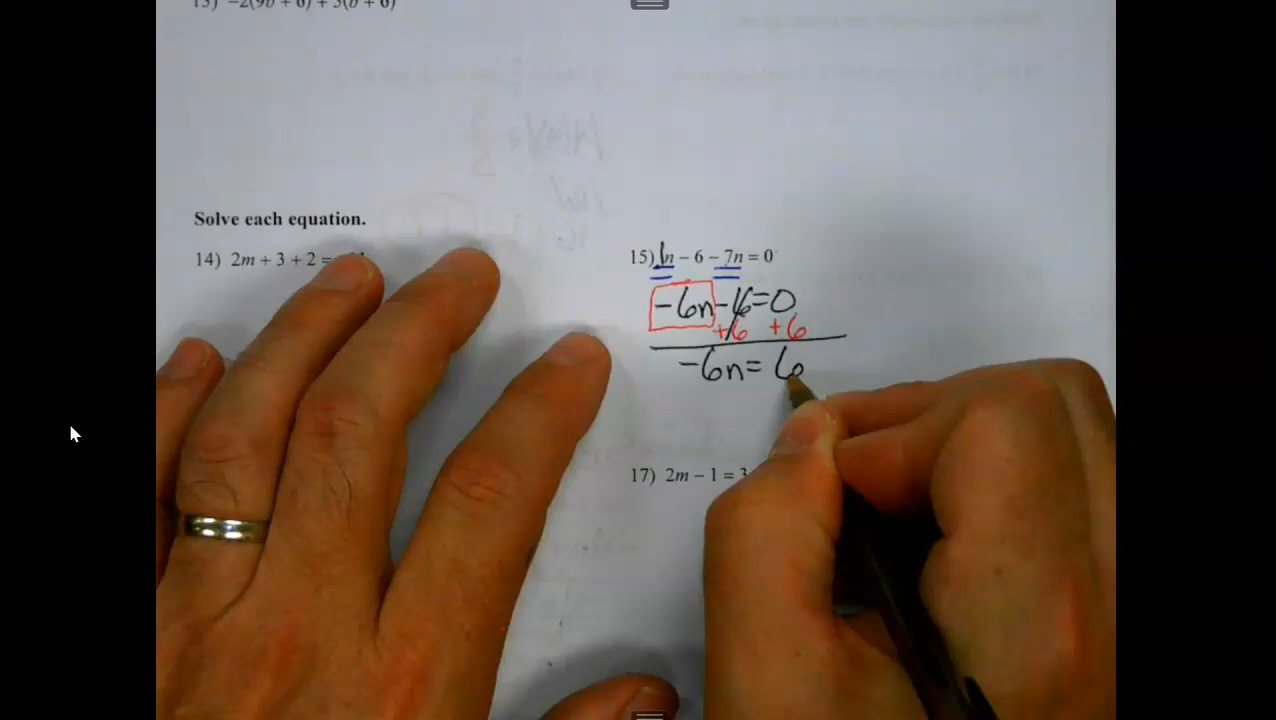 Solve each equation.
14) 2m + 3 + 2 =
15) 1n − 6 − 7n = 0
−6n − 6 = 0
+6 +6
−6n = 6
17) 2m − 1 = 3